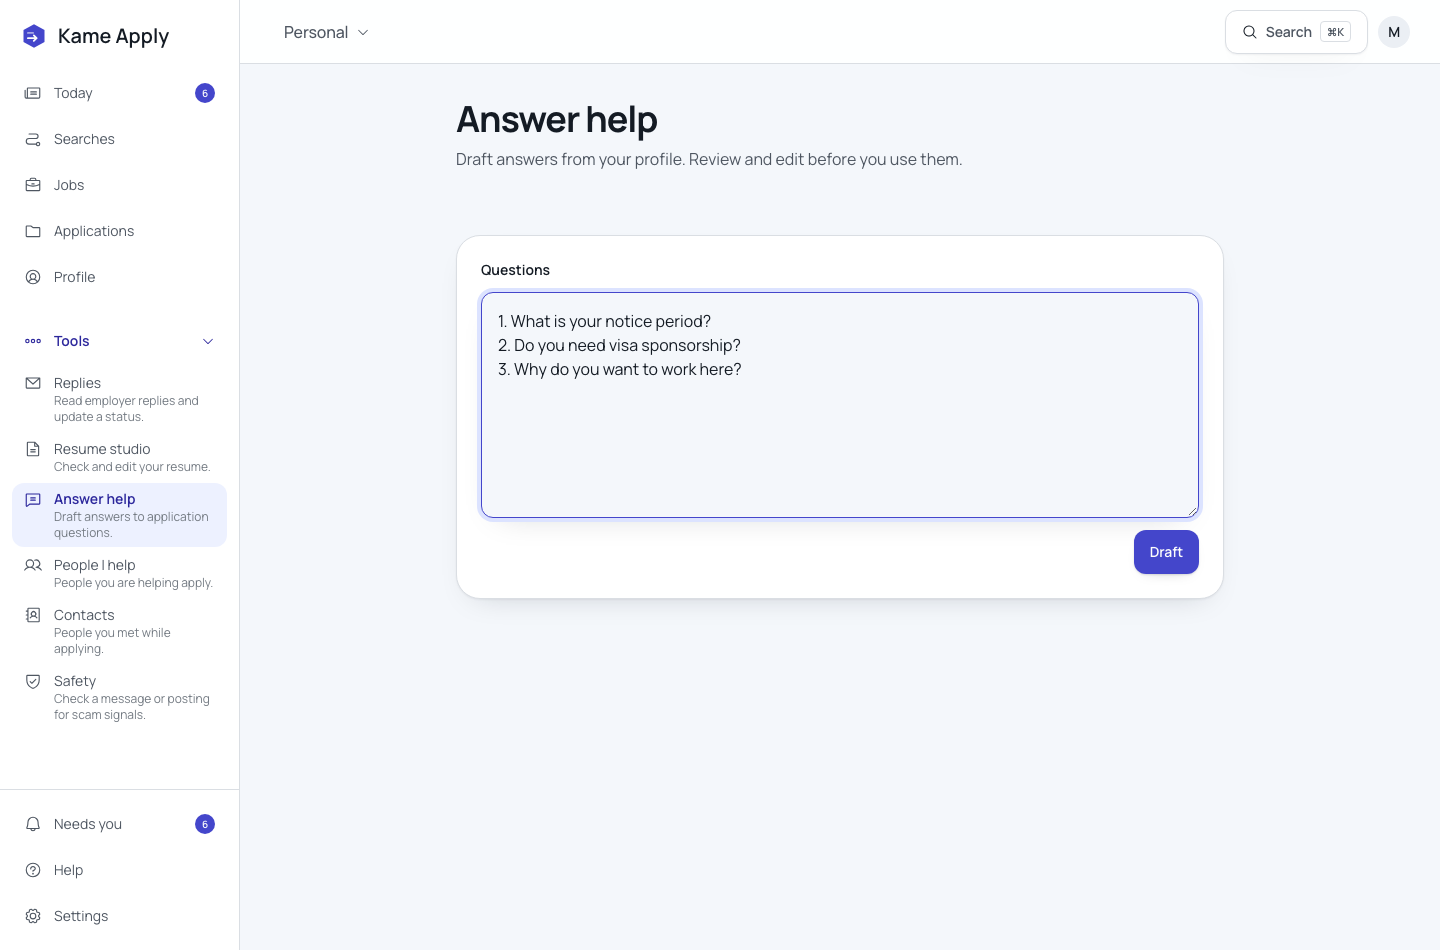 Kame Apply
Today
6
Searches
Jobs
Applications
Profile
Tools
Replies
Read employer replies and
update a status.
Resume studio
Check and edit your resume.
Answer help
Draft answers to application
questions.
People I help
People you are helping apply.
Contacts
People you met while
applying.
Safety
Check a message or posting
for scam signals.
Needs you
6
Help
Settings
Personal
Search
⌘K
M
Answer help
Draft answers from your profile. Review and edit before you use them.
Questions
1. What is your notice period?
2. Do you need visa sponsorship?
3. Why do you want to work here?
Draft